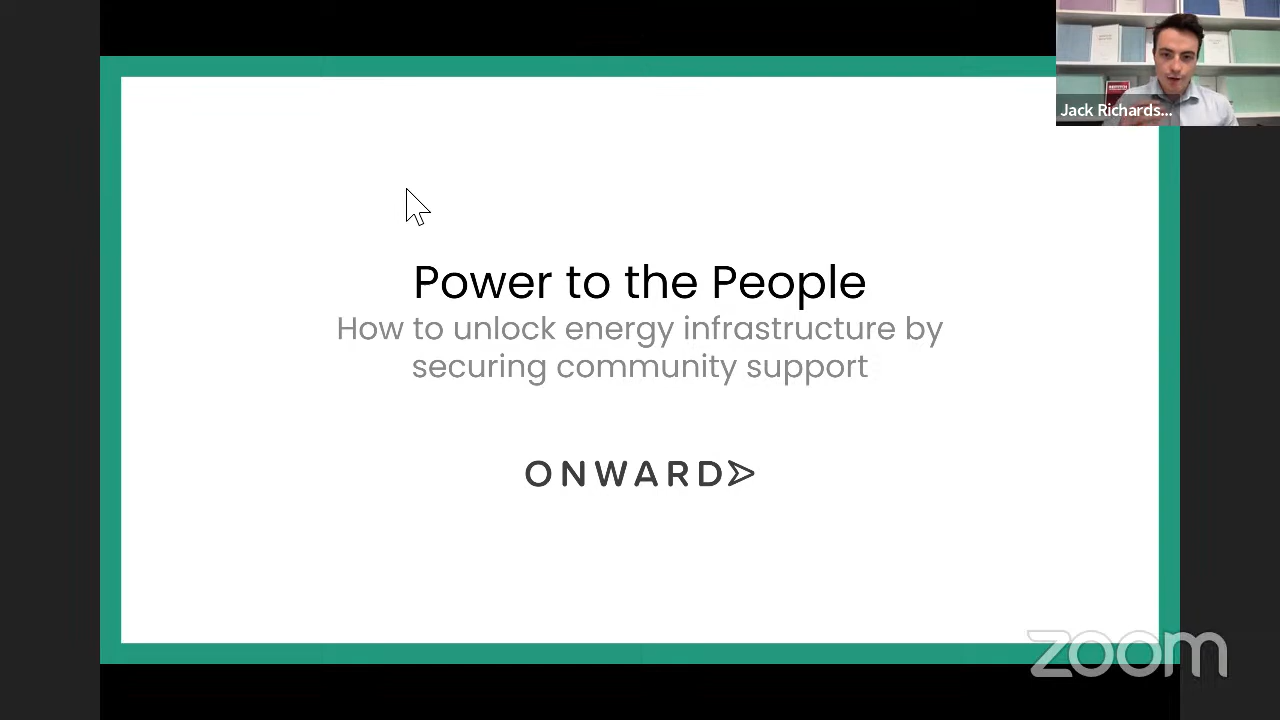 Jack Richards...
Power to the People
How to unlock energy infrastructure by
securing community support
ONWARD
zoom